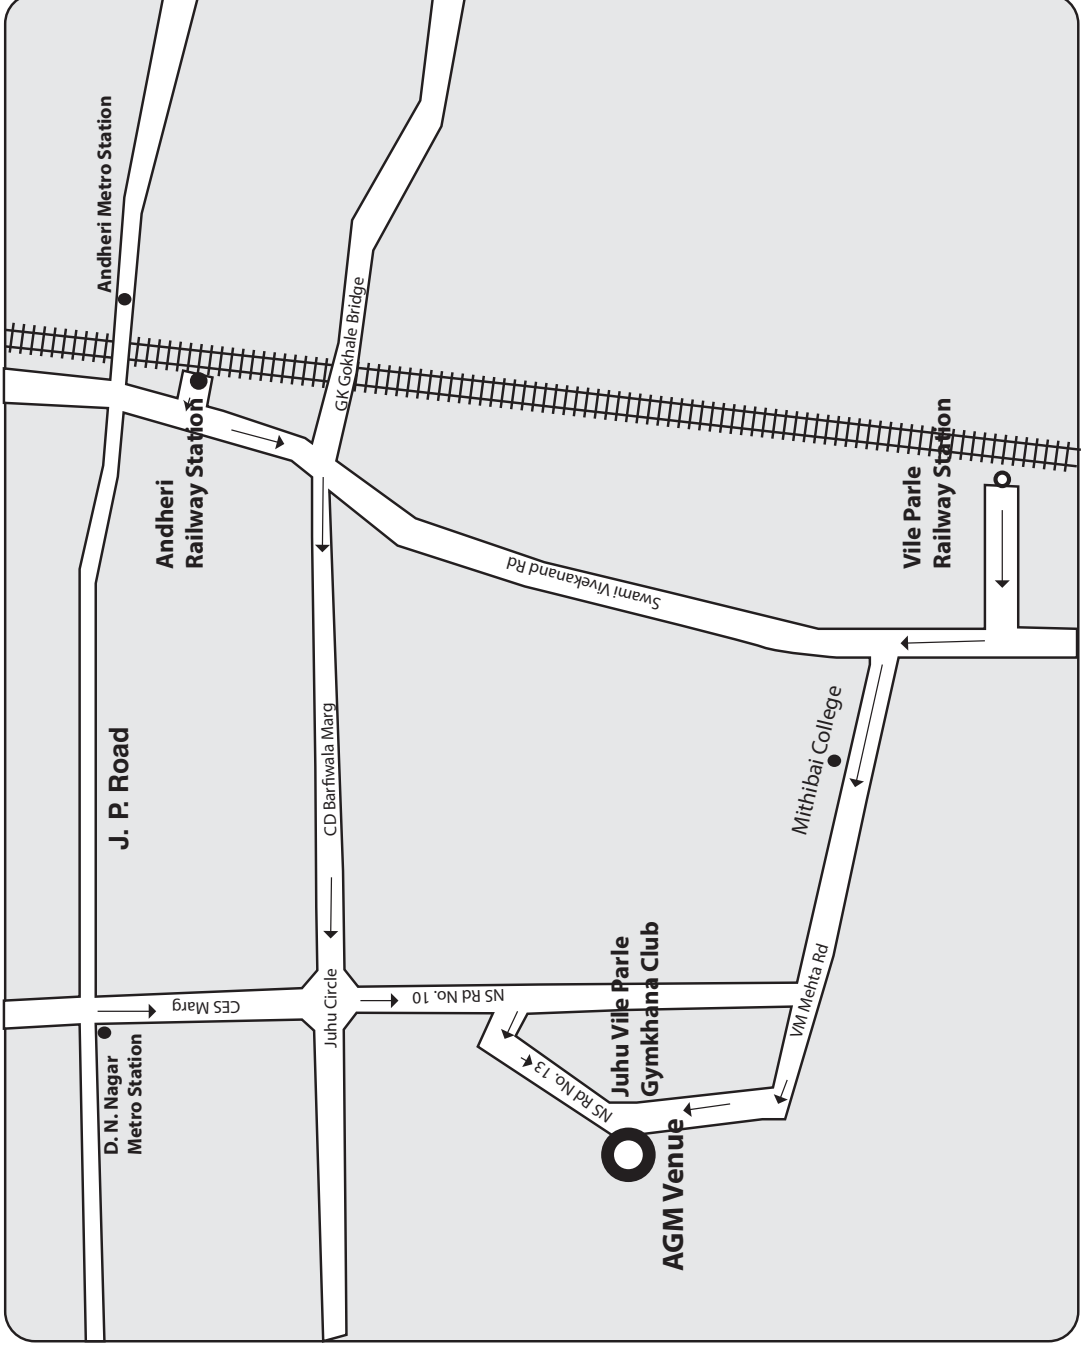 Andheri Metro Station
GK Gokhale Bridge
Andheri
Railway Station
Vile Parle
Railway Station
Swami Vivekanand Rd
J. P. Road
CD Barfiwala Marg
Mithibai College
CES Marg
Juhu Circle
NS Rd No. 10
D. N. Nagar
Metro Station
NS Rd No. 13
Juhu Vile Parle
Gymkhana Club
VM Mehta Rd
AGM Venue